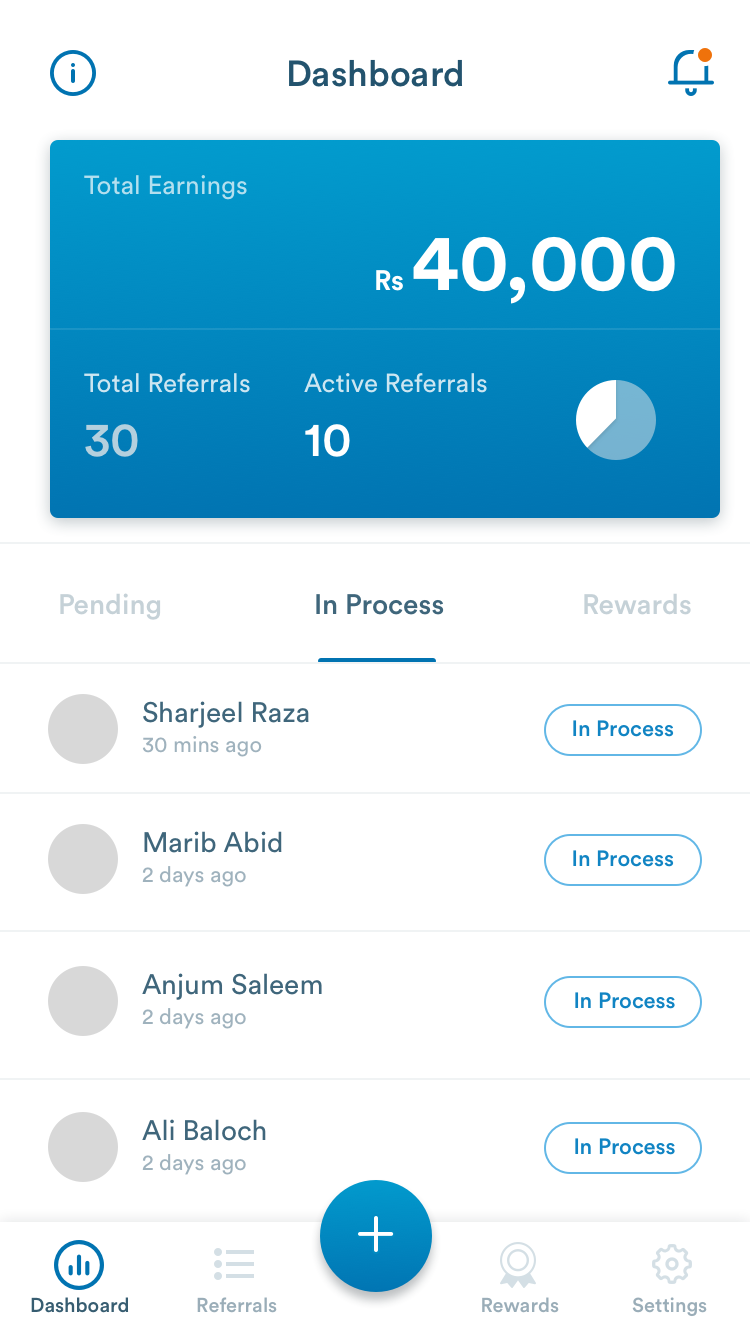 Dashboard
Total Earnings
Rs 40,000
Total Referrals Active Referrals
30 10
Pending In Process Rewards
Sharjeel Raza
30 mins ago
In Process
Marib Abid
2 days ago
In Process
Anjum Saleem
2 days ago
In Process
Ali Baloch
2 days ago
In Process
Dashboard Referrals Rewards Settings